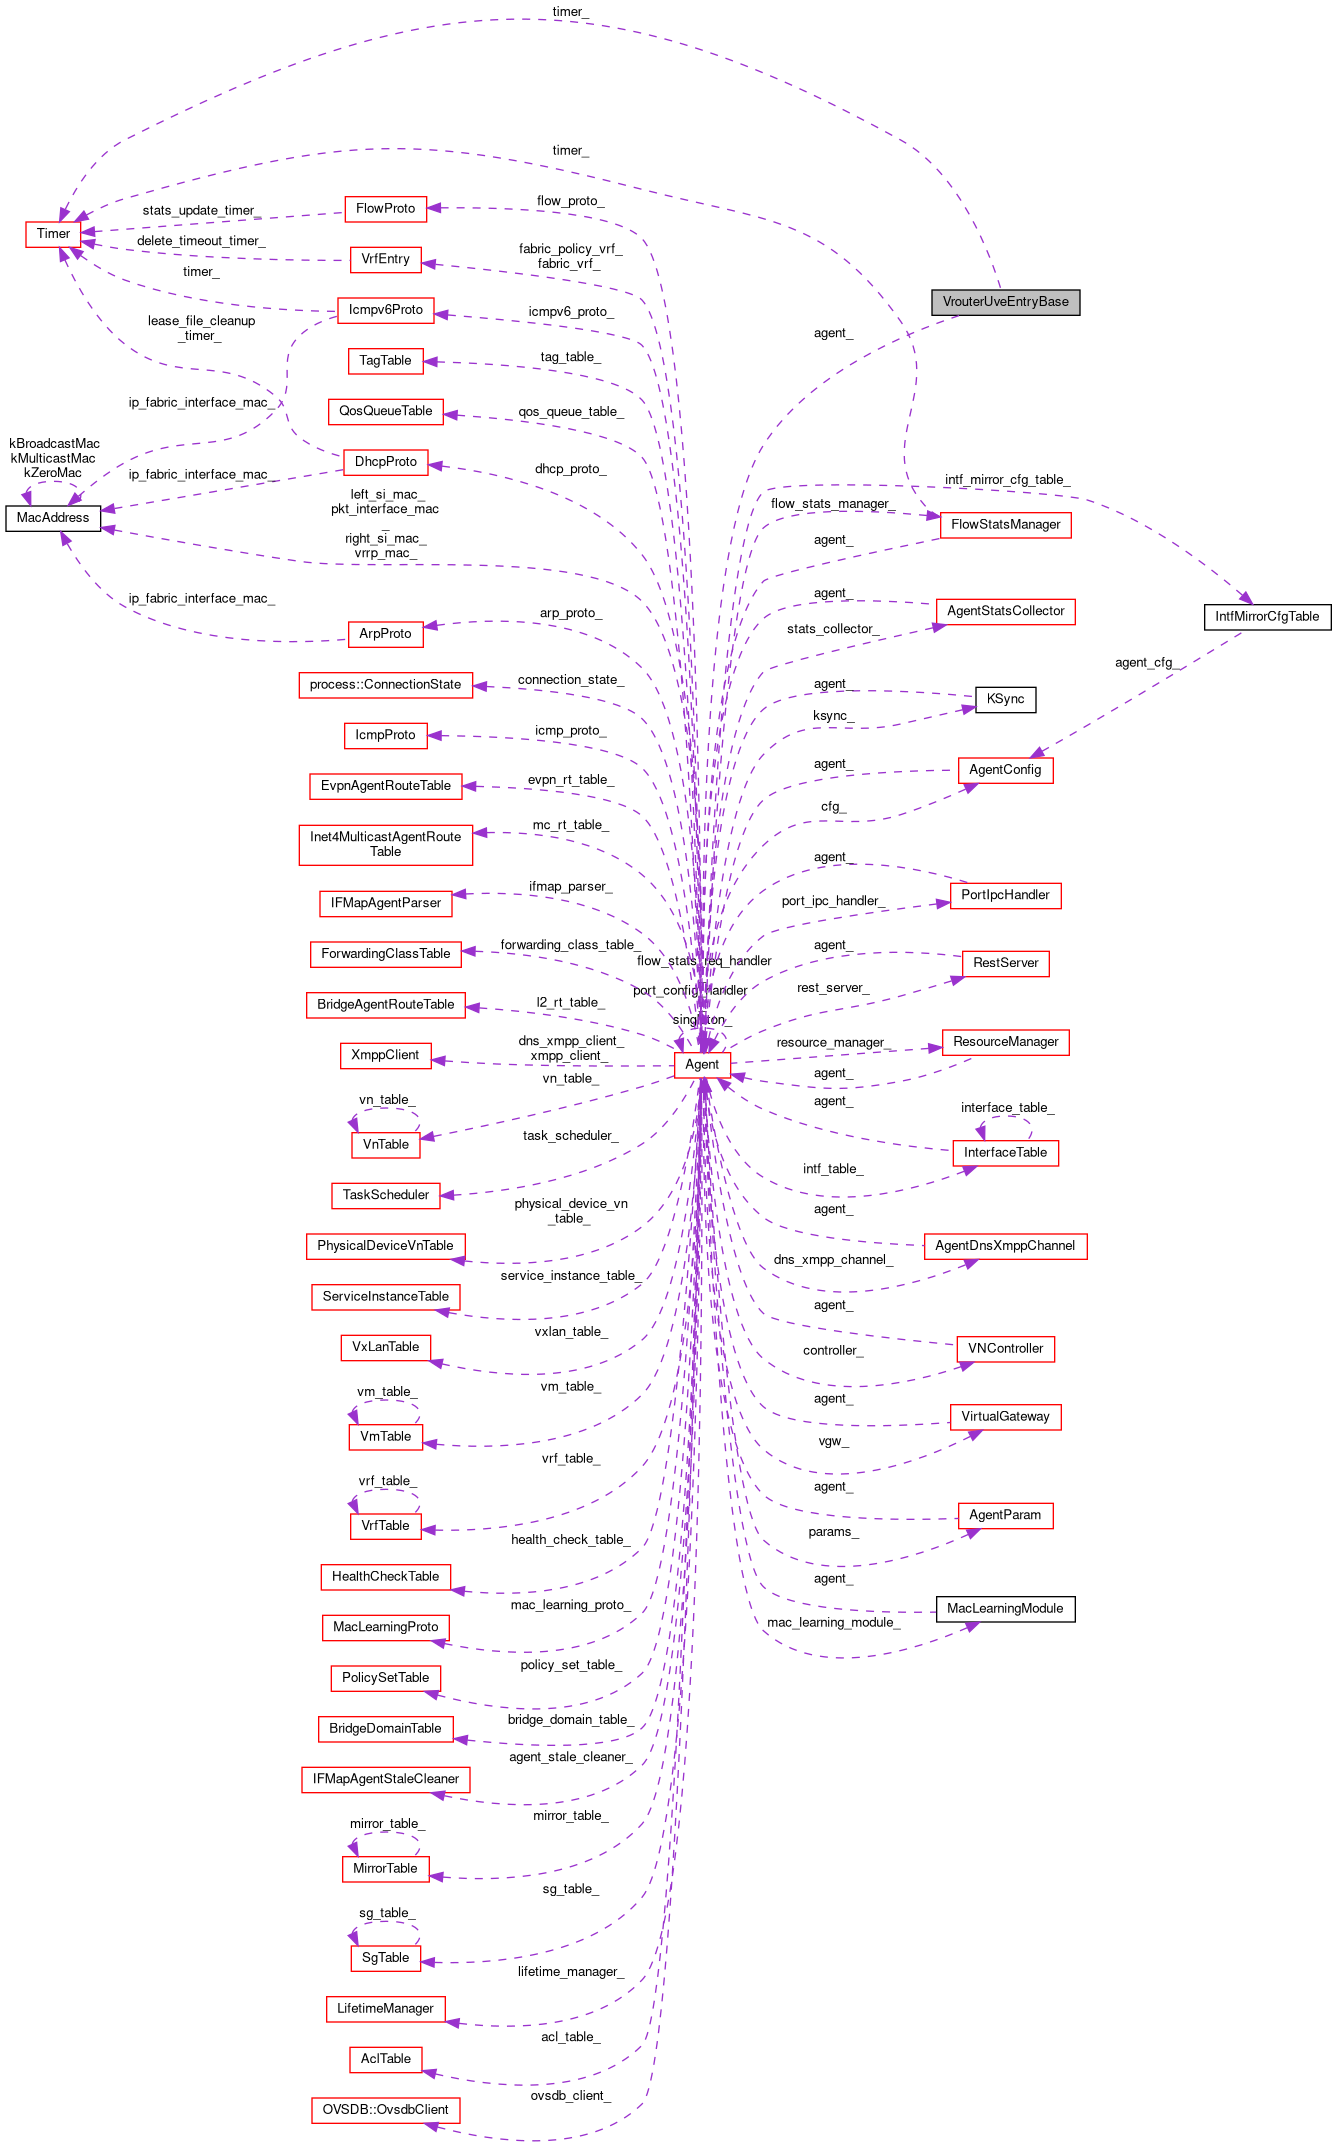 timer_
timer_
flow_proto_
FlowProto
stats_update_timer_
Timer
delete_timeout_timer_
VrfEntry
fabric_policy_vrf_
fabric_vrf_
timer_
VrouterUveEntryBase
Icmpv6Proto
icmpv6_proto_
lease_file_cleanup
_timer_
agent_
TagTable
tag_table_
ip_fabric_interface_mac_
QosQueueTable
qos_queue_table_
kBroadcastMac
kMulticastMac
kZeroMac
DhcpProto
dhcp_proto_
ip_fabric_interface_mac_
intf_mirror_cfg_table_
left_si_mac_
pkt_interface_mac
_
right_si_mac_
vrrp_mac_
MacAddress
flow_stats_manager_
FlowStatsManager
agent_
ip_fabric_interface_mac_
arp_proto_
ArpProto
agent_
AgentStatsCollector
stats_collector_
IntfMirrorCfgTable
agent_cfg_
process::ConnectionState
connection_state_
agent_
KSync
ksync_
IcmpProto
icmp_proto_
EvpnAgentRouteTable
evpn_rt_table_
agent_
AgentConfig
cfg_
Inet4MulticastAgentRoute
Table
mc_rt_table_
IFMapAgentParser
ifmap_parser_
agent_
PortIpcHandler
port_ipc_handler_
ForwardingClassTable
forwarding_class_table_
flow_stats_req_handler
agent_
RestServer
rest_server_
BridgeAgentRouteTable
l2_rt_table_
port_config_handler
singleton_
XmppClient
dns_xmpp_client_
xmpp_client_
Agent
resource_manager_
ResourceManager
agent_
vn_table_
vn_table_
VnTable
agent_
interface_table_
InterfaceTable
intf_table_
task_scheduler_
TaskScheduler
physical_device_vn
_table_
PhysicalDeviceVnTable
agent_
AgentDnsXmppChannel
dns_xmpp_channel_
service_instance_table_
ServiceInstanceTable
vxlan_table_
VxLanTable
agent_
VNController
controller_
vm_table_
vm_table_
VmTable
agent_
VirtualGateway
vgw_
vrf_table_
vrf_table_
VrfTable
agent_
AgentParam
params_
health_check_table_
HealthCheckTable
mac_learning_proto_
MacLearningProto
agent_
MacLearningModule
mac_learning_module_
policy_set_table_
PolicySetTable
bridge_domain_table_
BridgeDomainTable
agent_stale_cleaner_
IFMapAgentStaleCleaner
mirror_table_
mirror_table_
MirrorTable
sg_table_
sg_table_
SgTable
lifetime_manager_
LifetimeManager
acl_table_
AclTable
ovsdb_client_
OVSDB::OvsdbClient